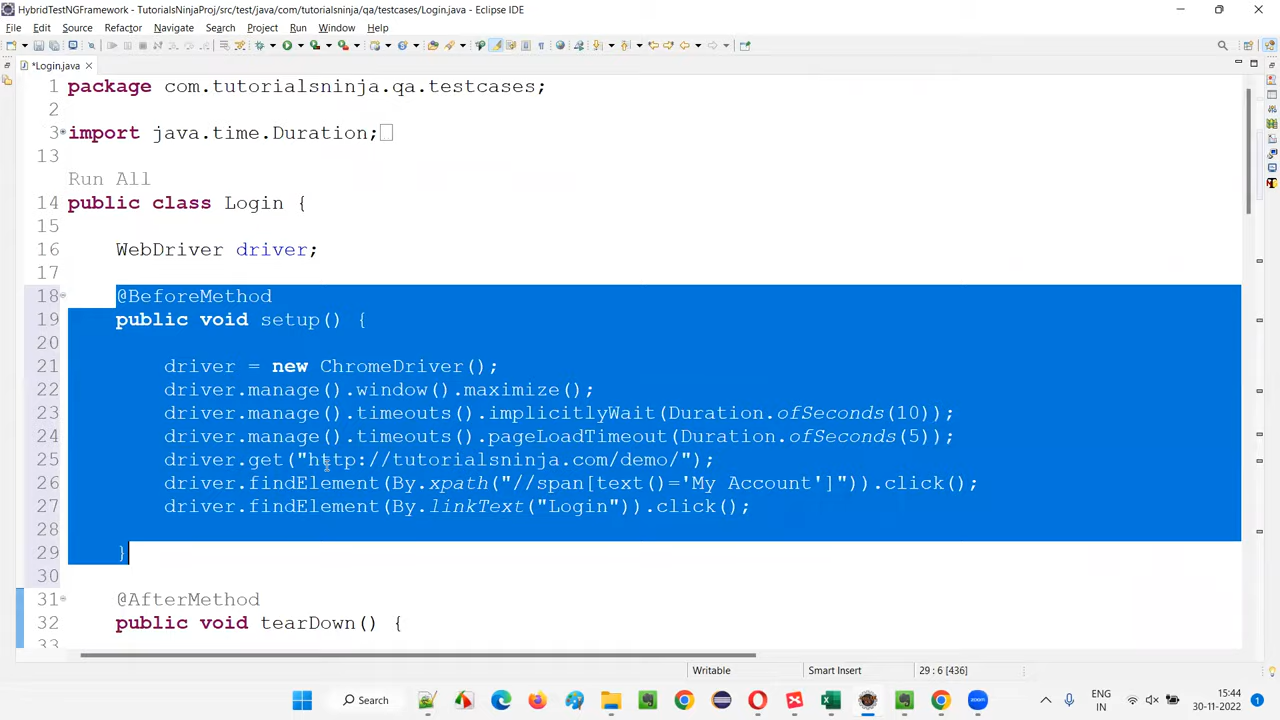 HybridTestNGFramework - TutorialsNinjaProj/src/test/java/com/tutorialsninja/qa/testcases/Login.java - Eclipse IDE
File Edit Source Refactor Navigate Search Project Run Window Help
*Login.java
1 package com.tutorialsninja.qa.testcases;
2
3 import java.time.Duration;
13
Run All
14 public class Login {
15
16 WebDriver driver;
17
18 @BeforeMethod
19 public void setup() {
20
21 driver = new ChromeDriver();
22 driver.manage().window().maximize();
23 driver.manage().timeouts().implicitlyWait(Duration.ofSeconds(10));
24 driver.manage().timeouts().pageLoadTimeout(Duration.ofSeconds(5));
25 driver.get("http://tutorialsninja.com/demo/");
26 driver.findElement(By.xpath("//span[text()='My Account']")).click();
27 driver.findElement(By.linkText("Login")).click();
28
29 }
30
31 @AfterMethod
32 public void tearDown() {
33
Writable Smart Insert 29 : 6 [436]
Search
ENG
IN
15:44
30-11-2022
1